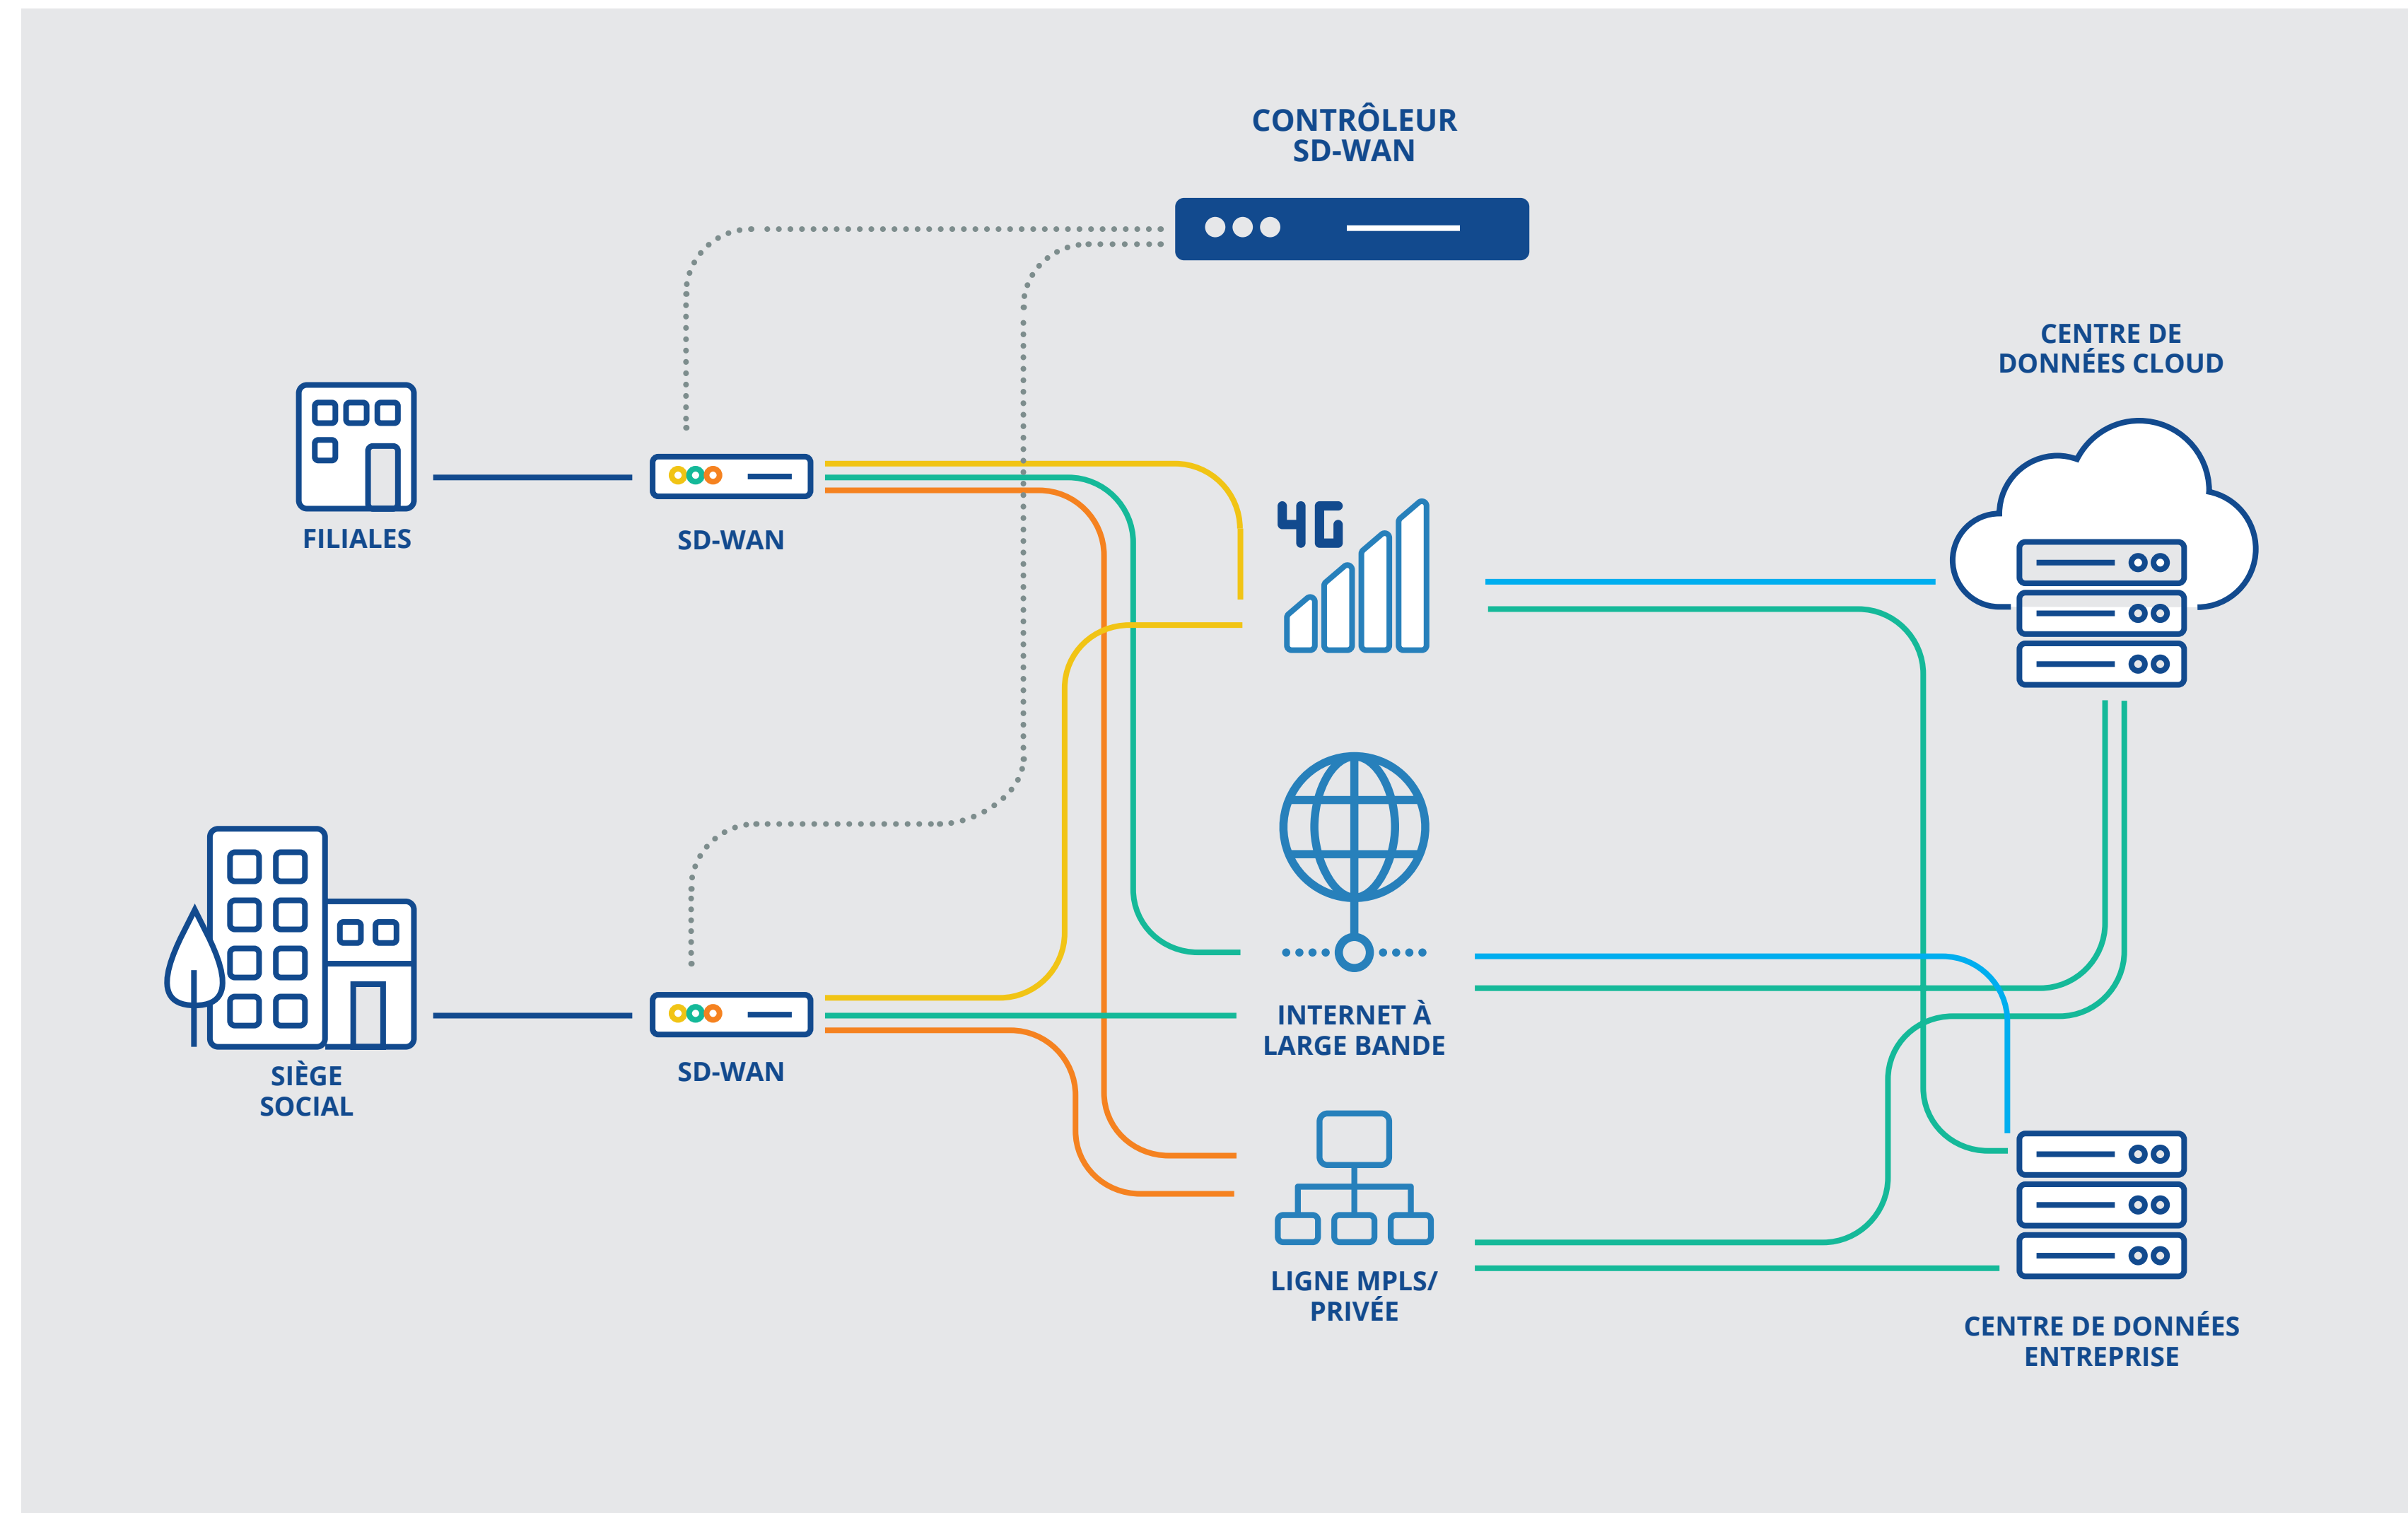 CONTRÔLEUR
SD-WAN
CENTRE DE
DONNÉES CLOUD
4G
FILIALES
SD-WAN
INTERNET À
LARGE BANDE
SIÈGE
SOCIAL
SD-WAN
LIGNE MPLS/
PRIVÉE
CENTRE DE DONNÉES
ENTREPRISE